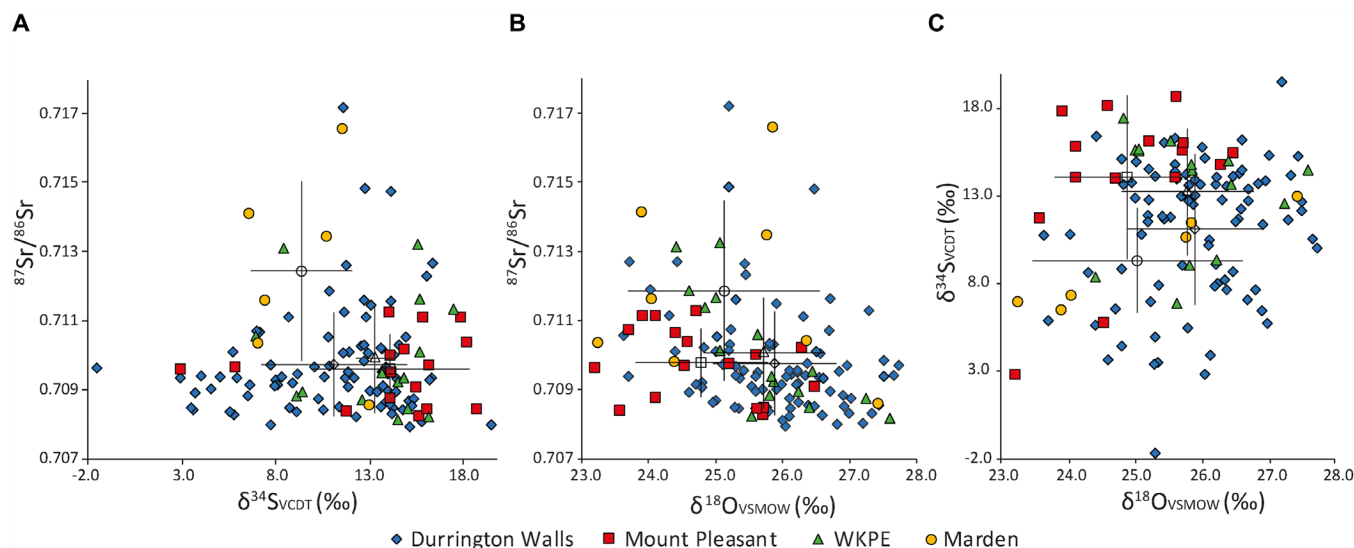 A
B
C
0.717
0.715
0.713
0.711
0.709
0.707
⁸⁷Sr/⁸⁶Sr
-2.0 3.0 8.0 13.0 18.0
δ³⁴SVCDT (‰)
0.717
0.715
0.713
0.711
0.709
0.707
⁸⁷Sr/⁸⁶Sr
23.0 24.0 25.0 26.0 27.0 28.0
δ¹⁸OVSMOW (‰)
18.0
13.0
8.0
3.0
-2.0
δ³⁴SVCDT (‰)
23.0 24.0 25.0 26.0 27.0 28.0
δ¹⁸OVSMOW (‰)
Durrington Walls Mount Pleasant WKPE Marden